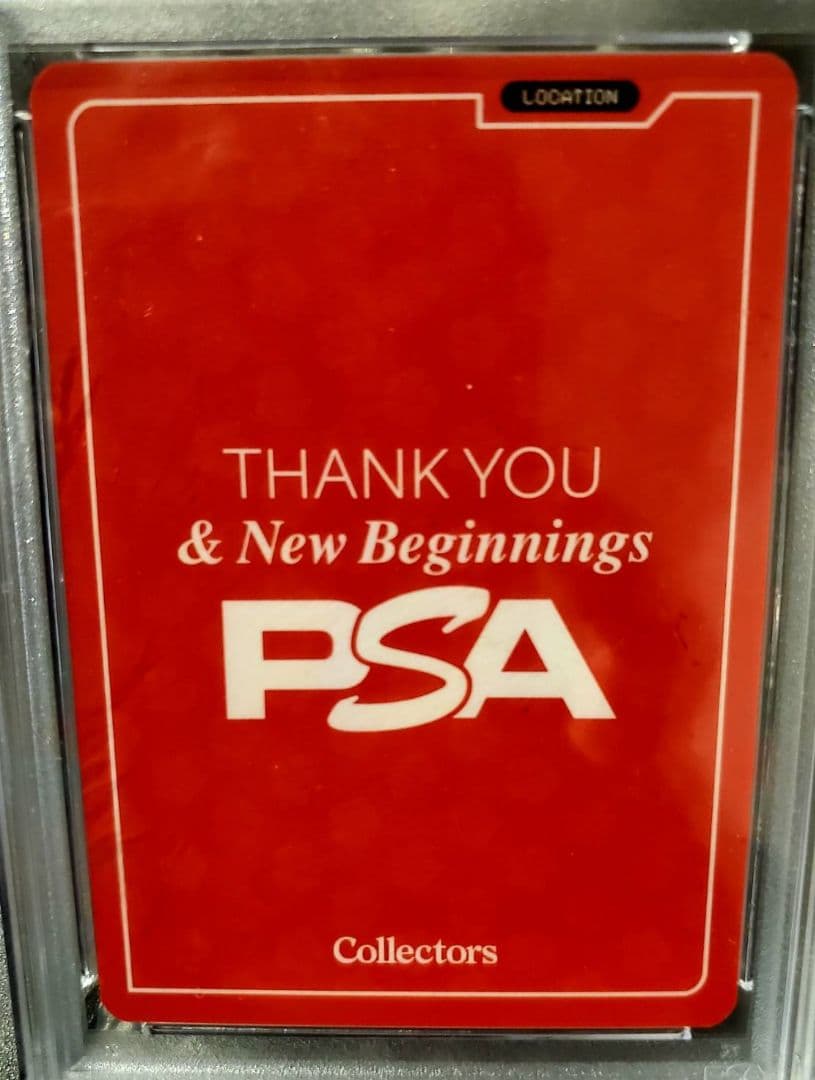 LOCATION
THANK YOU
& New Beginnings
PSA
Collectors